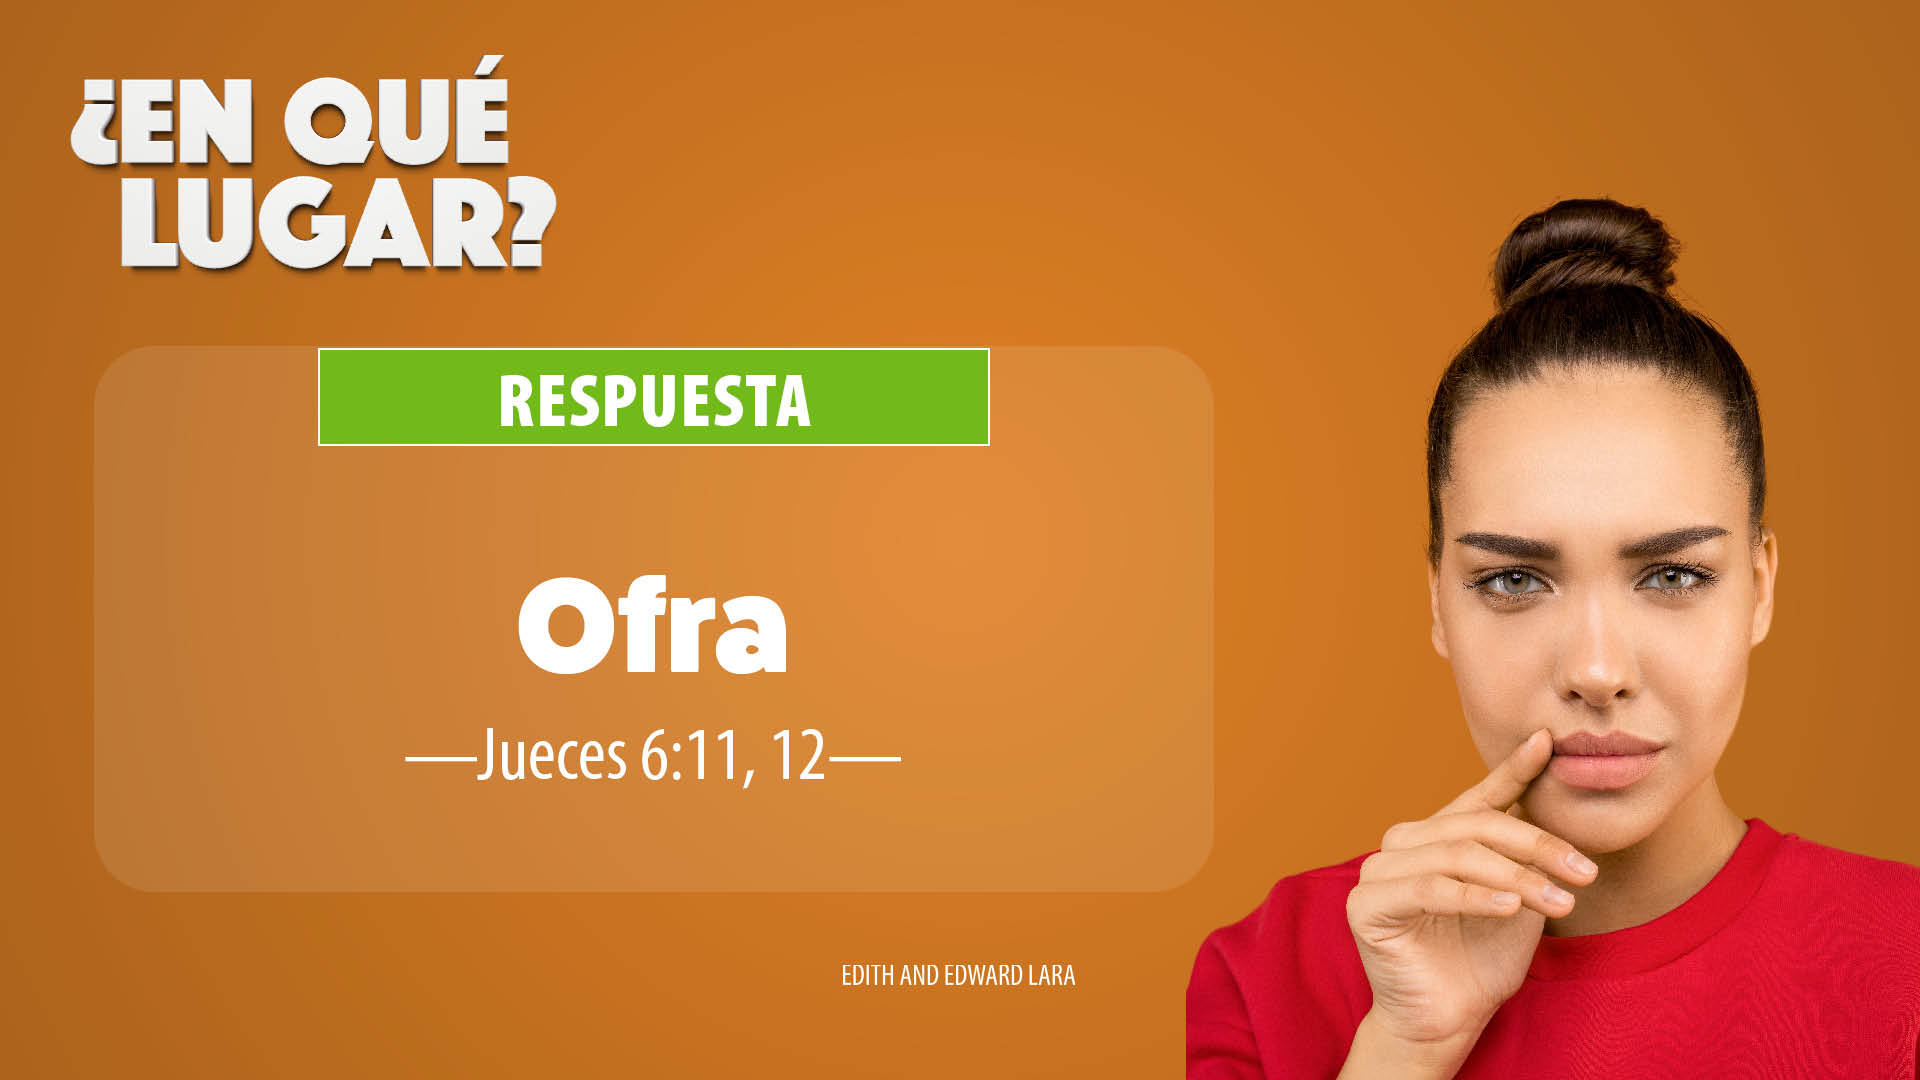 ¿EN QUÉ
LUGAR?
RESPUESTA
Ofra
—Jueces 6:11, 12—
EDITH AND EDWARD LARA